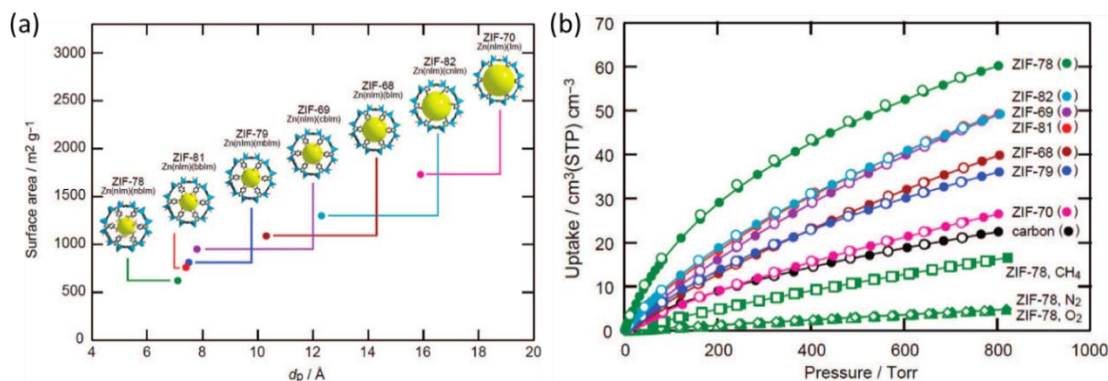 (a)
Surface area / m2 g⁻¹
3000
2500
2000
1500
1000
500
0
ZIF-78
Zn(nIm)(nbIm)
ZIF-81
Zn(nIm)(bbIm)
ZIF-79
Zn(nIm)(mbIm)
ZIF-69
Zn(nIm)(cbIm)
ZIF-68
Zn(nIm)(bIm)
ZIF-82
Zn(nIm)(cnIm)
ZIF-70
Zn(nIm)(Im)
4 6 8 10 12 14 16 18 20
dp / Å
(b)
Uptake / cm³(STP) cm⁻³
60
50
40
30
20
10
0
ZIF-78 ( )
ZIF-82 ( )
ZIF-69 ( )
ZIF-81 ( )
ZIF-68 ( )
ZIF-79 ( )
ZIF-70 ( )
carbon ( )
ZIF-78, CH₄
ZIF-78, N₂
ZIF-78, O₂
0 200 400 600 800 1000
Pressure / Torr